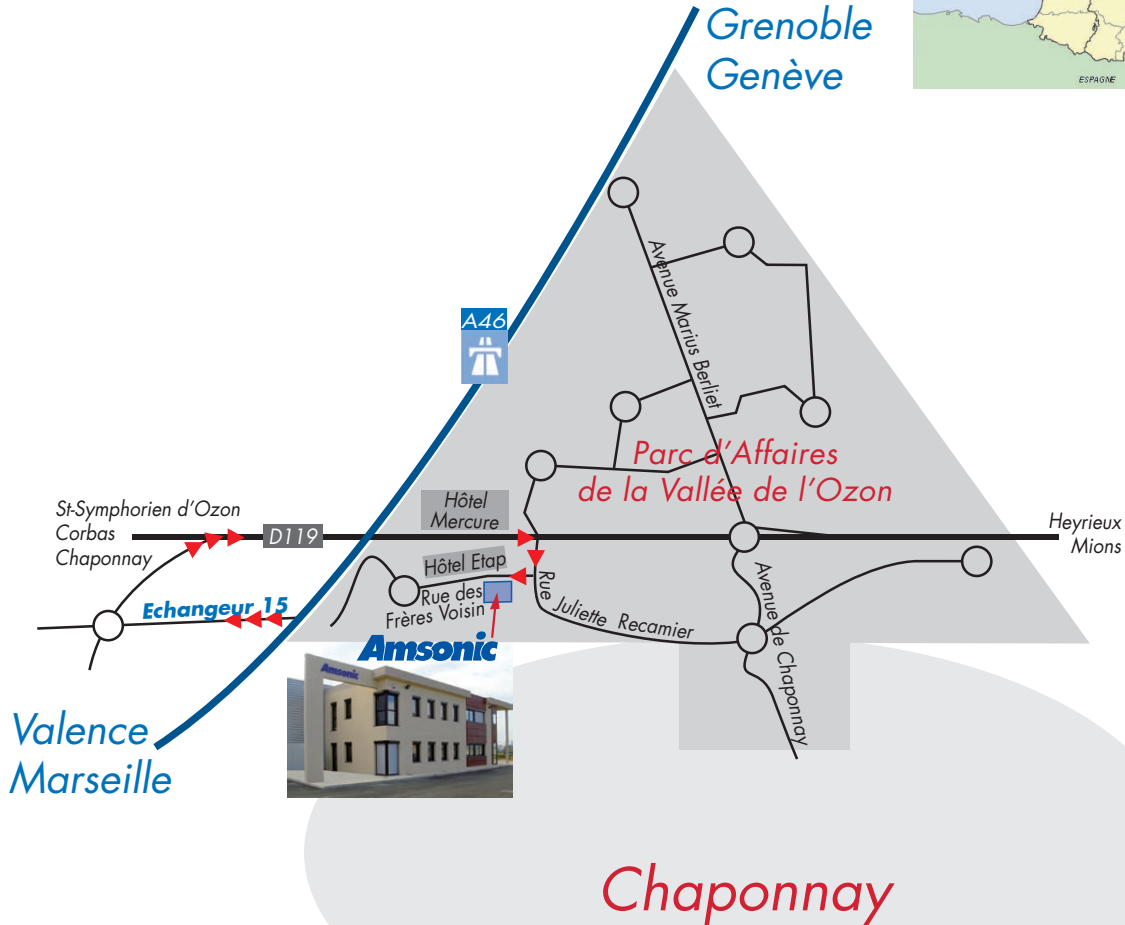 Grenoble
Genève
ESPAGNE
A46
Avenue Marius Berliet
Parc d'Affaires
de la Vallée de l'Ozon
St-Symphorien d'Ozon
Corbas
Chaponnay
D119
Hôtel
Mercure
Heyrieux
Mions
Hôtel Etap
Rue des
Frères Voisin
Rue Juliette Recamier
Avenue de Chaponnay
Echangeur 15
Amsonic
Amsonic
Valence
Marseille
Chaponnay